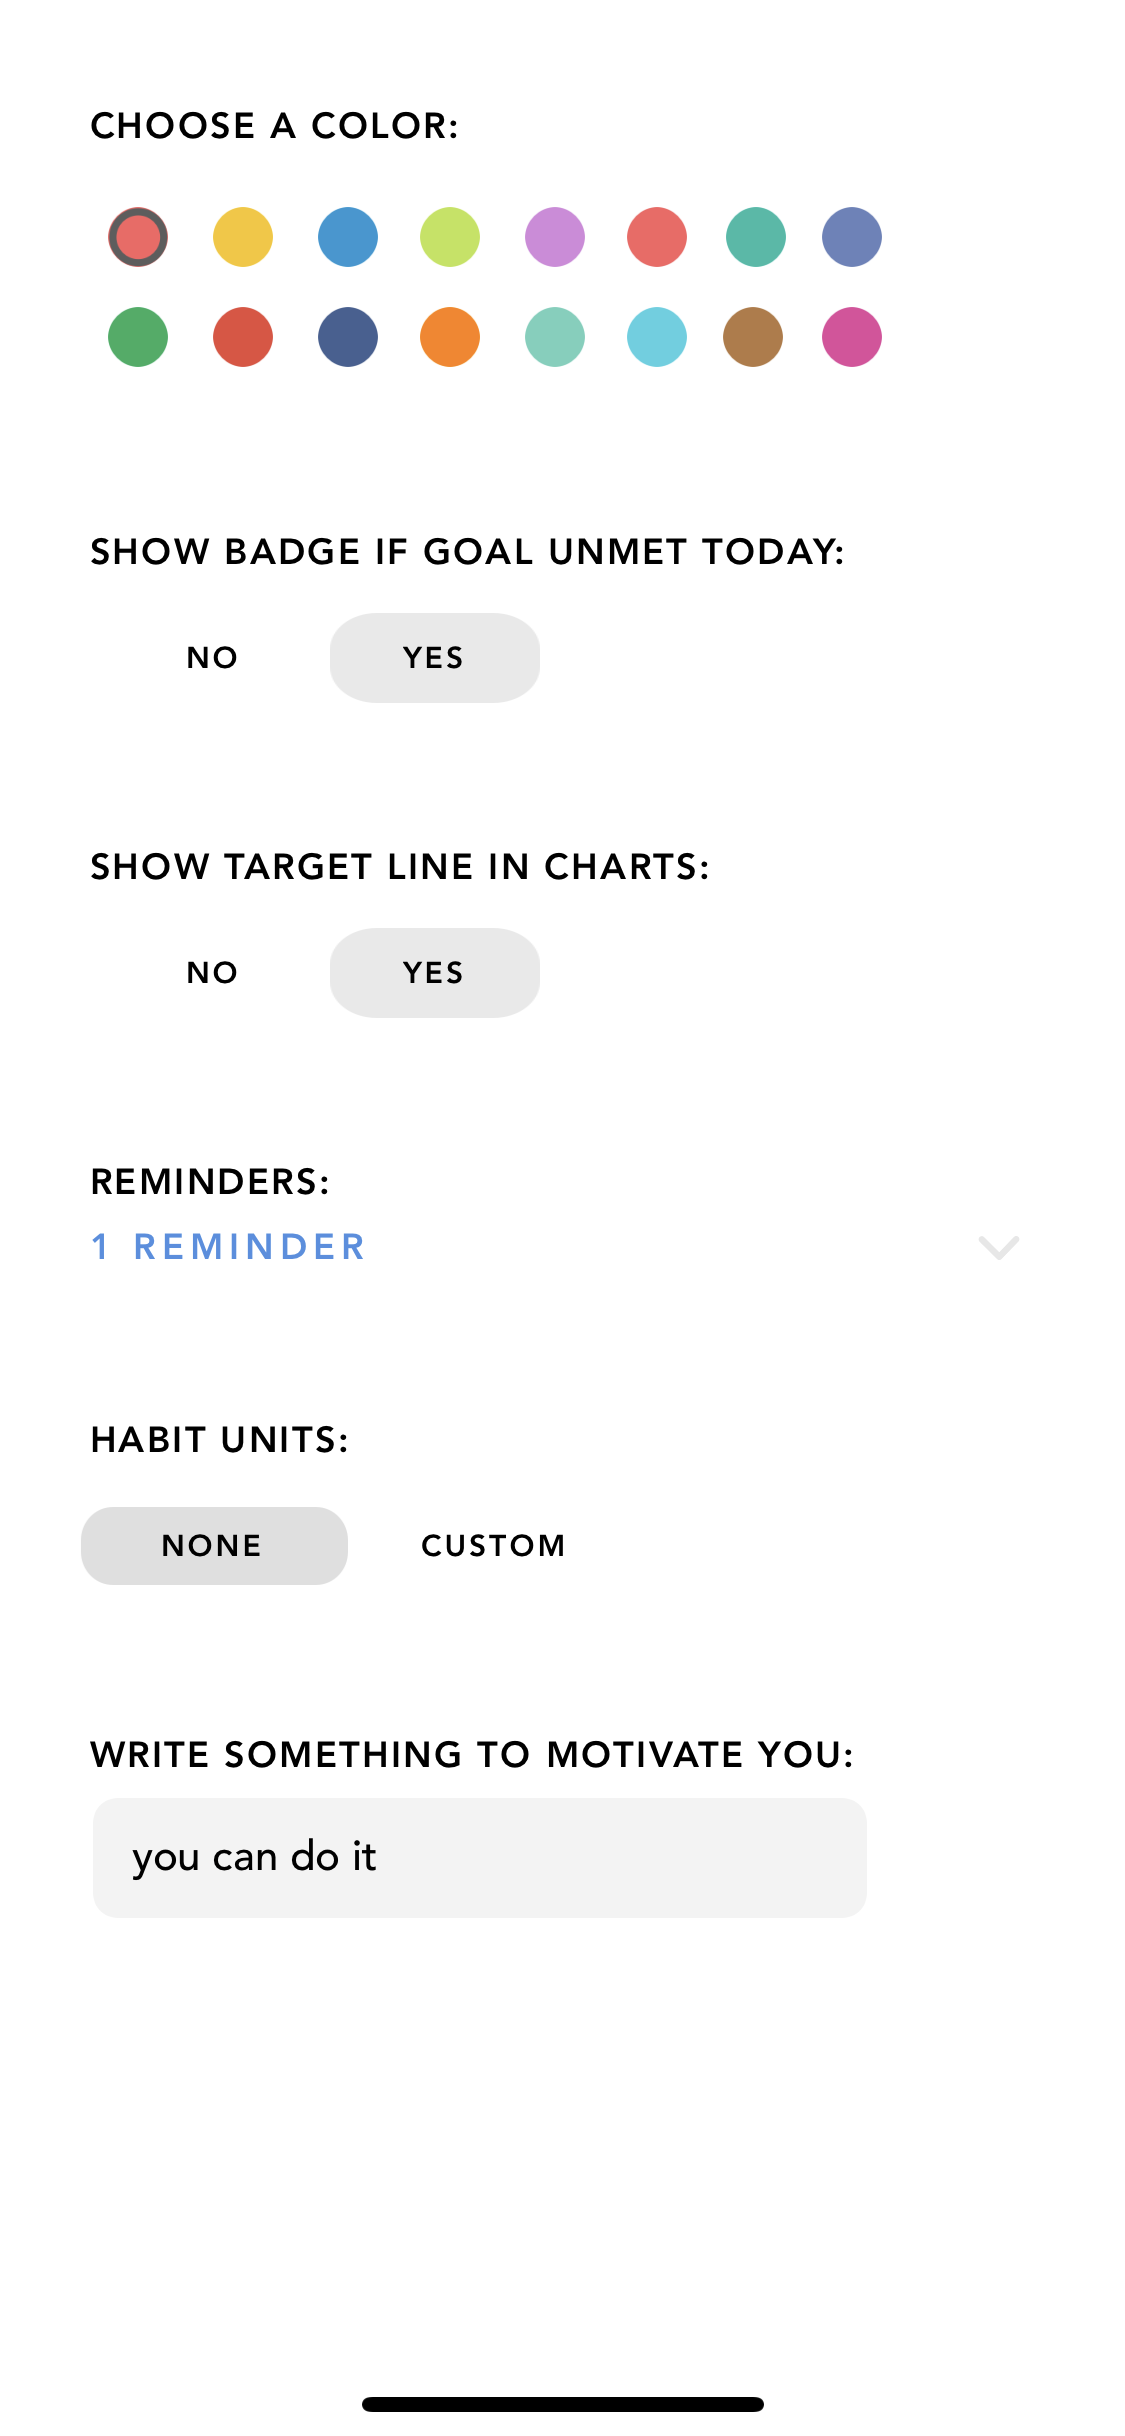 CHOOSE A COLOR:
SHOW BADGE IF GOAL UNMET TODAY:
NO YES
SHOW TARGET LINE IN CHARTS:
NO YES
REMINDERS:
1 REMINDER
HABIT UNITS:
NONE CUSTOM
WRITE SOMETHING TO MOTIVATE YOU:
you can do it